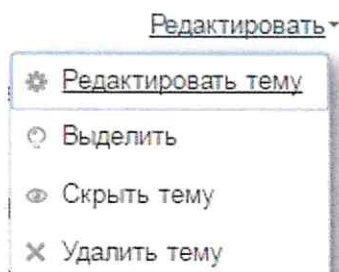 Редактировать
Редактировать тему
Выделить
Скрыть тему
Удалить тему